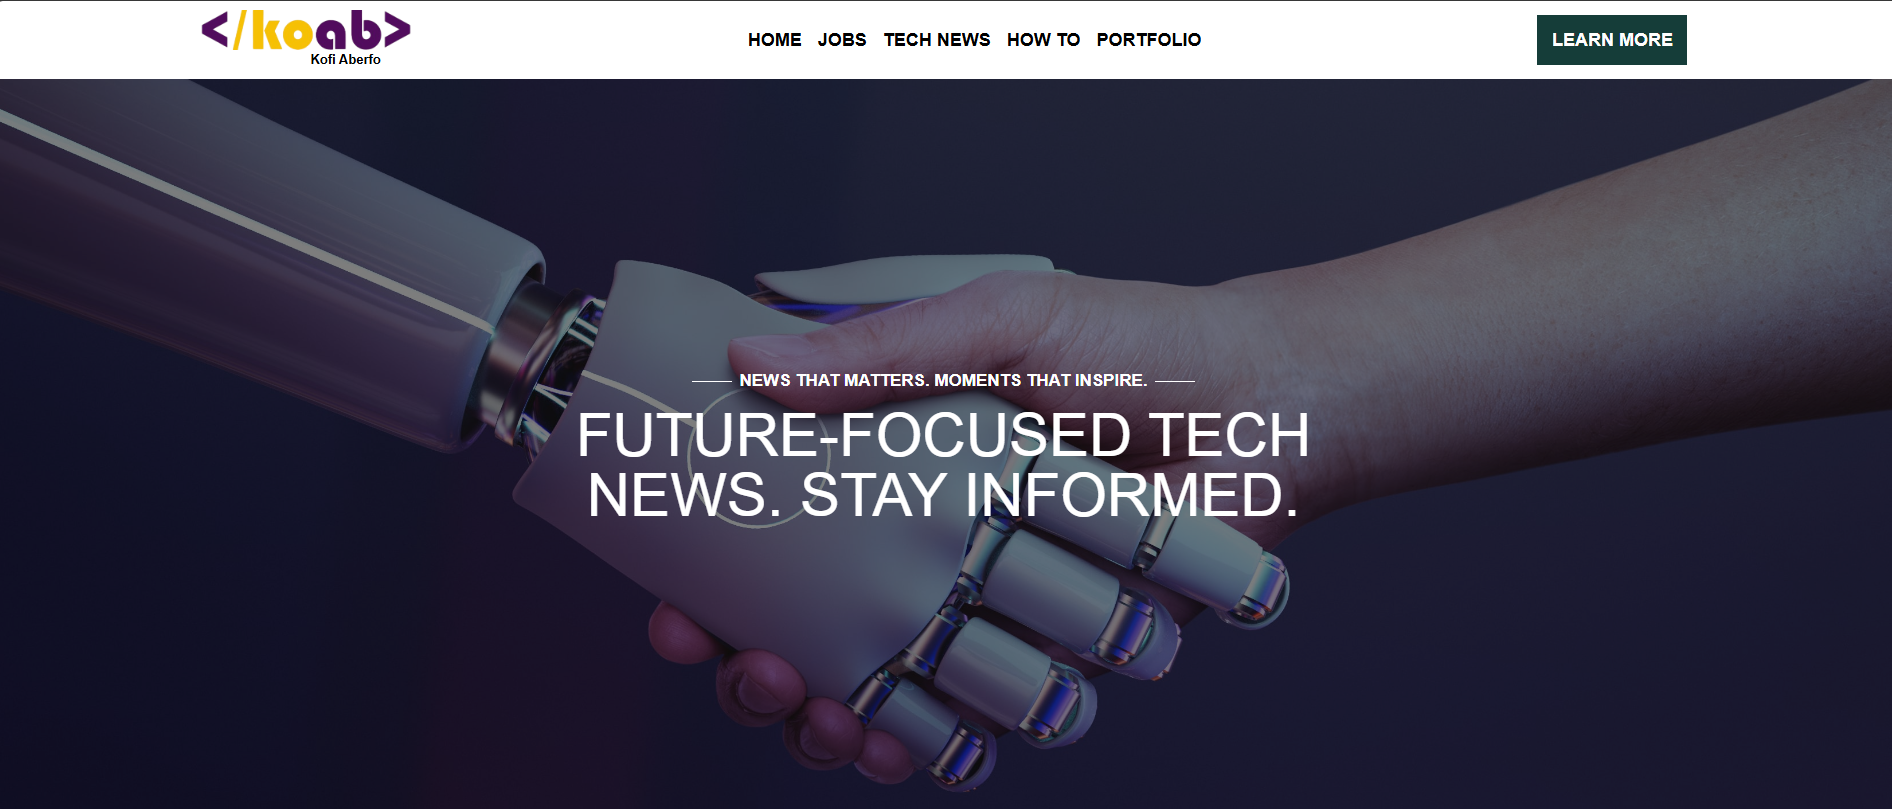 </koab>
Kofi Aberfo
HOME JOBS TECH NEWS HOW TO PORTFOLIO
LEARN MORE
NEWS THAT MATTERS. MOMENTS THAT INSPIRE.
FUTURE-FOCUSED TECH
NEWS. STAY INFORMED.